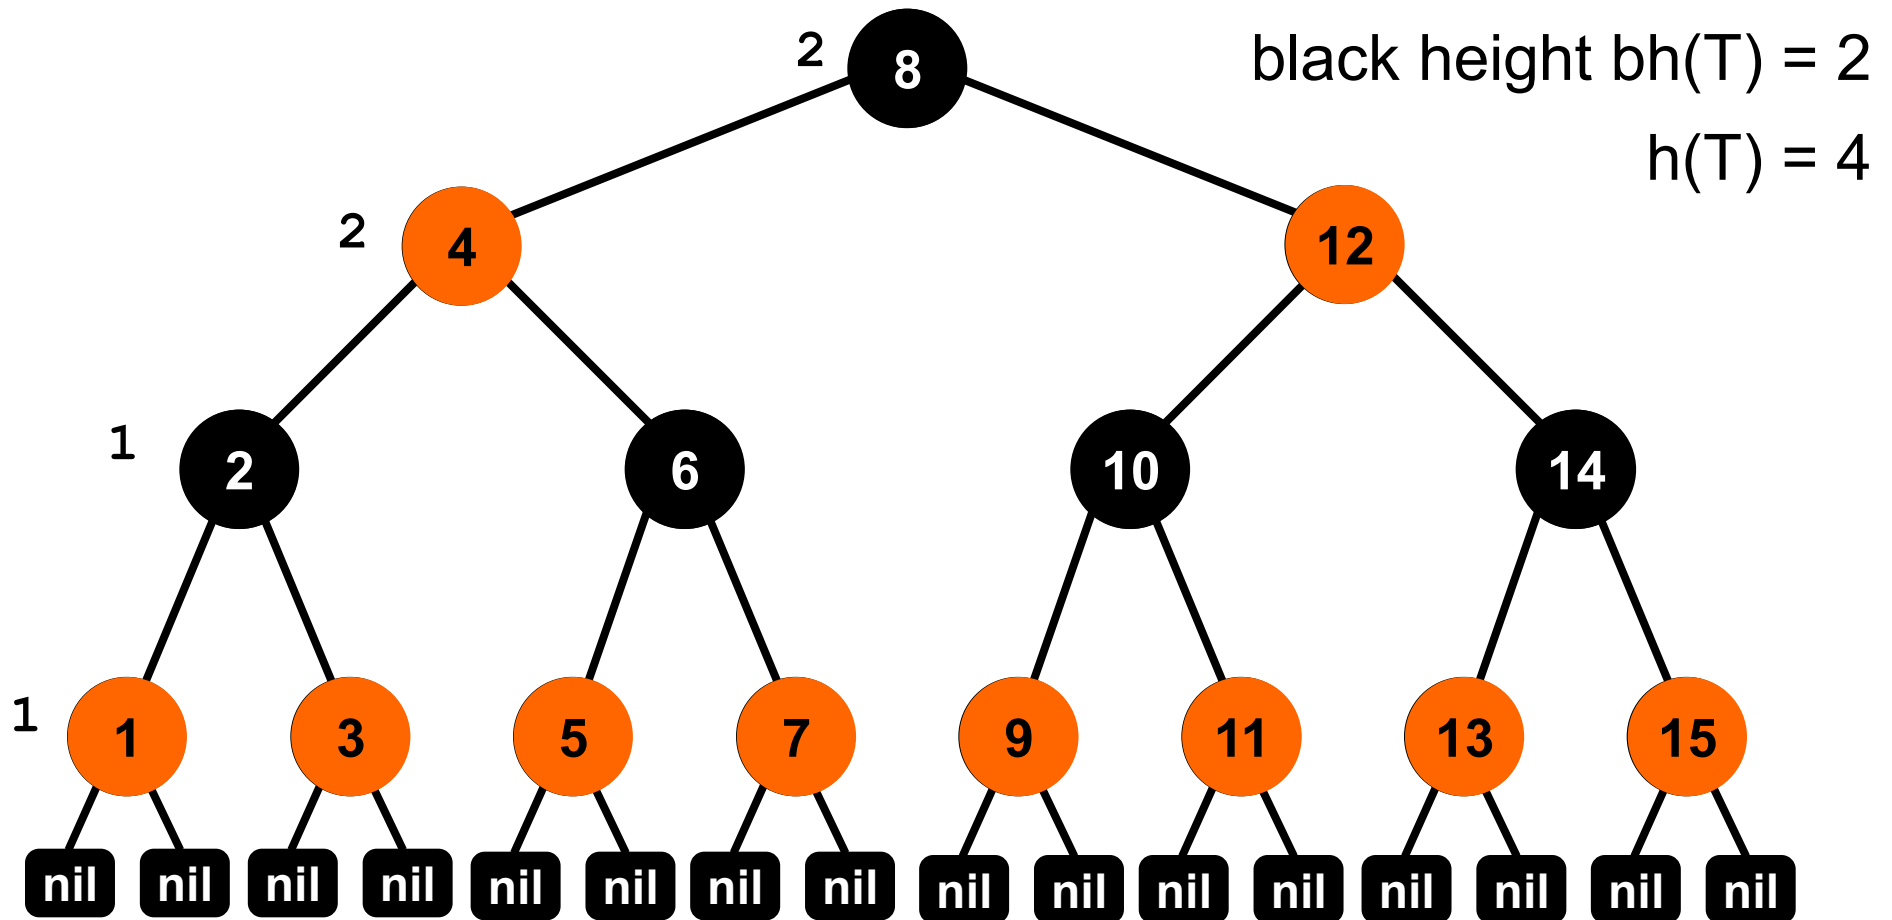 2 8 black height bh(T) = 2
h(T) = 4
2 4 12
1 2 6 10 14
1 1 3 5 7 9 11 13 15
nil nil nil nil nil nil nil nil nil nil nil nil nil nil nil nil